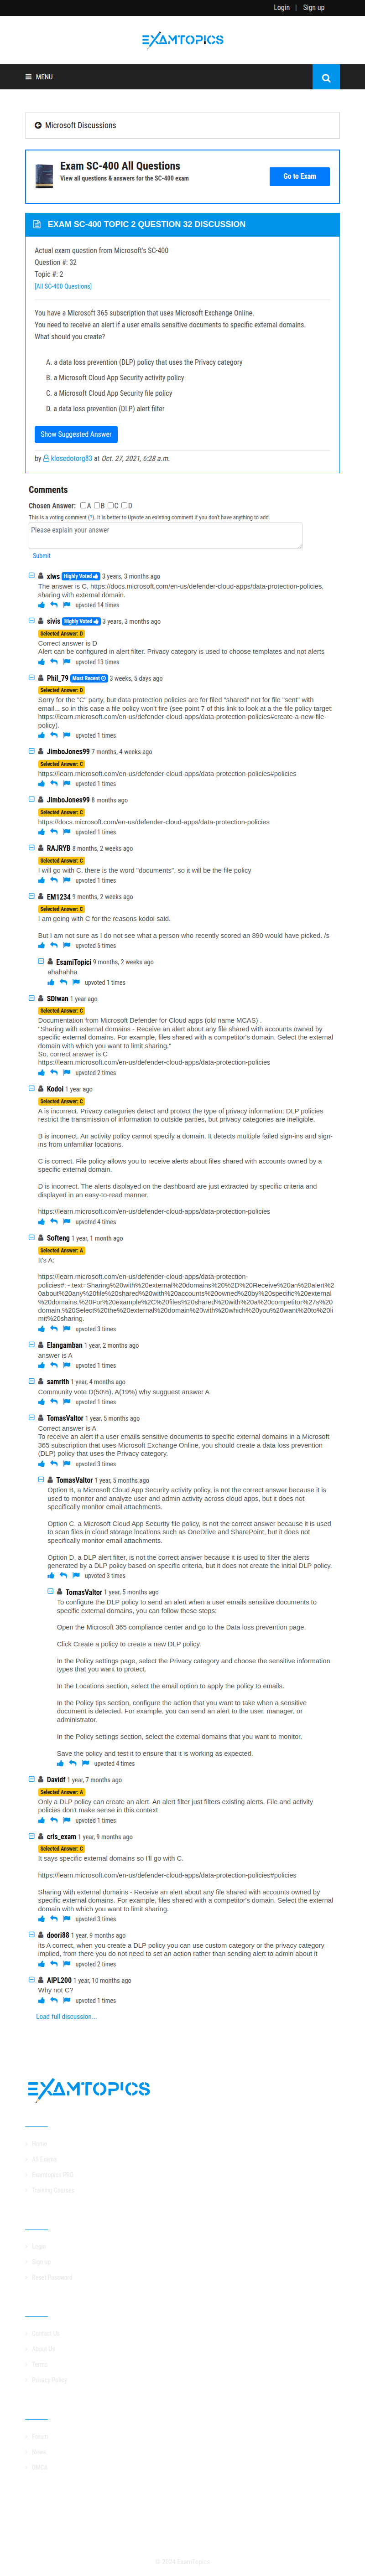 Login | Sign up
EXAMTOPICS
MENU
Microsoft Discussions
Exam SC-400 All Questions
View all questions & answers for the SC-400 exam
Go to Exam
EXAM SC-400 TOPIC 2 QUESTION 32 DISCUSSION
Actual exam question from Microsoft's SC-400
Question #: 32
Topic #: 2
[All SC-400 Questions]
You have a Microsoft 365 subscription that uses Microsoft Exchange Online.
You need to receive an alert if a user emails sensitive documents to specific external domains.
What should you create?
A. a data loss prevention (DLP) policy that uses the Privacy category
B. a Microsoft Cloud App Security activity policy
C. a Microsoft Cloud App Security file policy
D. a data loss prevention (DLP) alert filter
Show Suggested Answer
by klosedotorg83 at Oct. 27, 2021, 6:28 a.m.
Comments
Chosen Answer: A B C D
This is a voting comment (?). It is better to Upvote an existing comment if you don't have anything to add.
Please explain your answer
Submit
xlws Highly Voted 3 years, 3 months ago
The answer is C, https://docs.microsoft.com/en-us/defender-cloud-apps/data-protection-policies,
sharing with external domain.
upvoted 14 times
sivis Highly Voted 3 years, 3 months ago
Selected Answer: D
Correct answer is D
Alert can be configured in alert filter. Privacy category is used to choose templates and not alerts
upvoted 13 times
Phil_79 Most Recent 3 weeks, 5 days ago
Selected Answer: D
Sorry for the "C" party, but data protection policies are for filed "shared" not for file "sent" with
email... so in this case a file policy won't fire (see point 7 of this link to look at a the file policy target:
https://learn.microsoft.com/en-us/defender-cloud-apps/data-protection-policies#create-a-new-file-
policy).
upvoted 1 times
JimboJones99 7 months, 4 weeks ago
Selected Answer: C
https://learn.microsoft.com/en-us/defender-cloud-apps/data-protection-policies#policies
upvoted 1 times
JimboJones99 8 months ago
Selected Answer: C
https://docs.microsoft.com/en-us/defender-cloud-apps/data-protection-policies
upvoted 1 times
RAJRYB 8 months, 2 weeks ago
Selected Answer: C
I will go with C. there is the word "documents", so it will be the file policy
upvoted 1 times
EM1234 9 months, 2 weeks ago
Selected Answer: C
I am going with C for the reasons kodoi said.
But I am not sure as I do not see what a person who recently scored an 890 would have picked. /s
upvoted 5 times
EsamiTopici 9 months, 2 weeks ago
ahahahha
upvoted 1 times
SDiwan 1 year ago
Selected Answer: C
Documentation from Microsoft Defender for Cloud apps (old name MCAS) .
"Sharing with external domains - Receive an alert about any file shared with accounts owned by
specific external domains. For example, files shared with a competitor's domain. Select the external
domain with which you want to limit sharing."
So, correct answer is C
https://learn.microsoft.com/en-us/defender-cloud-apps/data-protection-policies
upvoted 2 times
Kodoi 1 year ago
Selected Answer: C
A is incorrect. Privacy categories detect and protect the type of privacy information; DLP policies
restrict the transmission of information to outside parties, but privacy categories are ineligible.
B is incorrect. An activity policy cannot specify a domain. It detects multiple failed sign-ins and sign-
ins from unfamiliar locations.
C is correct. File policy allows you to receive alerts about files shared with accounts owned by a
specific external domain.
D is incorrect. The alerts displayed on the dashboard are just extracted by specific criteria and
displayed in an easy-to-read manner.
https://learn.microsoft.com/en-us/defender-cloud-apps/data-protection-policies
upvoted 4 times
Softeng 1 year, 1 month ago
Selected Answer: A
It's A:
https://learn.microsoft.com/en-us/defender-cloud-apps/data-protection-
policies#:~:text=Sharing%20with%20external%20domains%20%2D%20Receive%20an%20alert%2
0about%20any%20file%20shared%20with%20accounts%20owned%20by%20specific%20external
%20domains.%20For%20example%2C%20files%20shared%20with%20a%20competitor%27s%20
domain.%20Select%20the%20external%20domain%20with%20which%20you%20want%20to%20li
mit%20sharing.
upvoted 3 times
Elangamban 1 year, 2 months ago
answer is A
upvoted 1 times
samrith 1 year, 4 months ago
Community vote D(50%). A(19%) why sugguest answer A
upvoted 1 times
TomasValtor 1 year, 5 months ago
Correct answer is A
To receive an alert if a user emails sensitive documents to specific external domains in a Microsoft
365 subscription that uses Microsoft Exchange Online, you should create a data loss prevention
(DLP) policy that uses the Privacy category.
upvoted 3 times
TomasValtor 1 year, 5 months ago
Option B, a Microsoft Cloud App Security activity policy, is not the correct answer because it is
used to monitor and analyze user and admin activity across cloud apps, but it does not
specifically monitor email attachments.
Option C, a Microsoft Cloud App Security file policy, is not the correct answer because it is used
to scan files in cloud storage locations such as OneDrive and SharePoint, but it does not
specifically monitor email attachments.
Option D, a DLP alert filter, is not the correct answer because it is used to filter the alerts
generated by a DLP policy based on specific criteria, but it does not create the initial DLP policy.
upvoted 3 times
TomasValtor 1 year, 5 months ago
To configure the DLP policy to send an alert when a user emails sensitive documents to
specific external domains, you can follow these steps:
Open the Microsoft 365 compliance center and go to the Data loss prevention page.
Click Create a policy to create a new DLP policy.
In the Policy settings page, select the Privacy category and choose the sensitive information
types that you want to protect.
In the Locations section, select the email option to apply the policy to emails.
In the Policy tips section, configure the action that you want to take when a sensitive
document is detected. For example, you can send an alert to the user, manager, or
administrator.
In the Policy settings section, select the external domains that you want to monitor.
Save the policy and test it to ensure that it is working as expected.
upvoted 4 times
Davidf 1 year, 7 months ago
Selected Answer: A
Only a DLP policy can create an alert. An alert filter just filters existing alerts. File and activity
policies don't make sense in this context
upvoted 1 times
cris_exam 1 year, 9 months ago
Selected Answer: C
It says specific external domains so I'll go with C.
https://learn.microsoft.com/en-us/defender-cloud-apps/data-protection-policies#policies
Sharing with external domains - Receive an alert about any file shared with accounts owned by
specific external domains. For example, files shared with a competitor's domain. Select the external
domain with which you want to limit sharing.
upvoted 3 times
doori88 1 year, 9 months ago
its A correct, when you create a DLP policy you can use custom category or the privacy category
implied, from there you do not need to set an action rather than sending alert to admin about it
upvoted 2 times
AIPL200 1 year, 10 months ago
Why not C?
upvoted 1 times
Load full discussion...
EXAMTOPICS
Home
All Exams
Examtopics PRO
Training Courses
Login
Sign up
Reset Password
Contact Us
About Us
Terms
Privacy Policy
Forum
News
DMCA
© 2024 ExamTopics